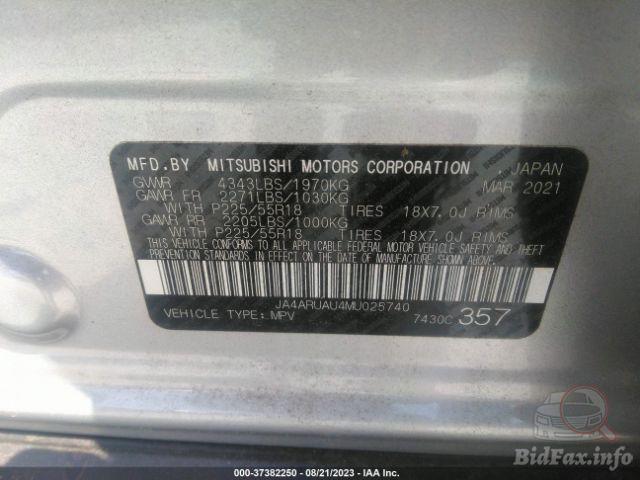 MFD.BY MITSUBISHI MOTORS CORPORATION , JAPAN
GVWR 4343LBS/1970KG MAR 2021
GAWR FR 2271LBS/1030KG
WITH P225/55R18 TIRES 18X7.0J RIMS
GAWR RR 2205LBS/1000KG
WITH P225/55R18 TIRES 18X7.0J RIMS
THIS VEHICLE CONFORMS TO ALL APPLICABLE FEDERAL MOTOR VEHICLE SAFETY AND THEFT
PREVENTION STANDARDS IN EFFECT ON THE DATE OF MANUFACTURE SHOWN ABOVE.
JA4ARUAU4MU025740
VEHICLE TYPE: MPV 7430C 357
BidFax.info
000-37382250 - 08/21/2023 - IAA Inc.